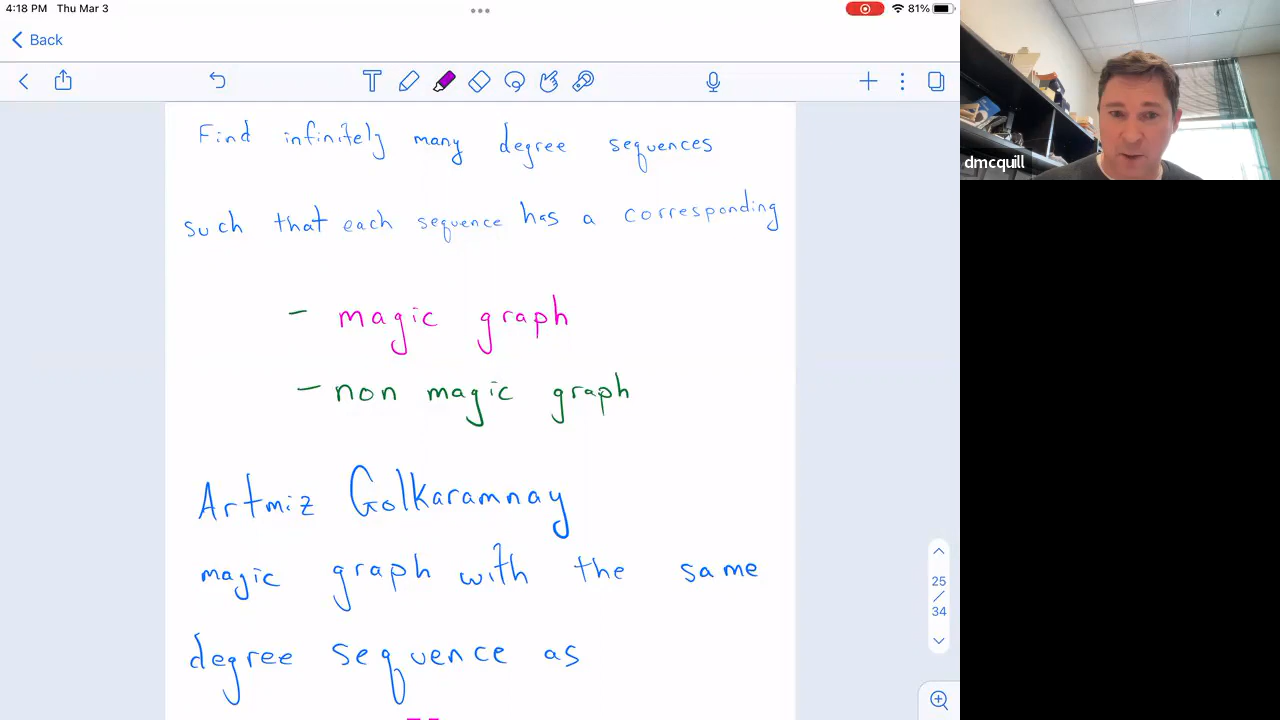 4:18 PM Thu Mar 3
81%
Back
T
Find infinitely many degree sequences
such that each sequence has a corresponding
- magic graph
- non magic graph
Artmiz Golkaramnay
magic graph with the same
degree sequence as
25
/
34
dmcquill